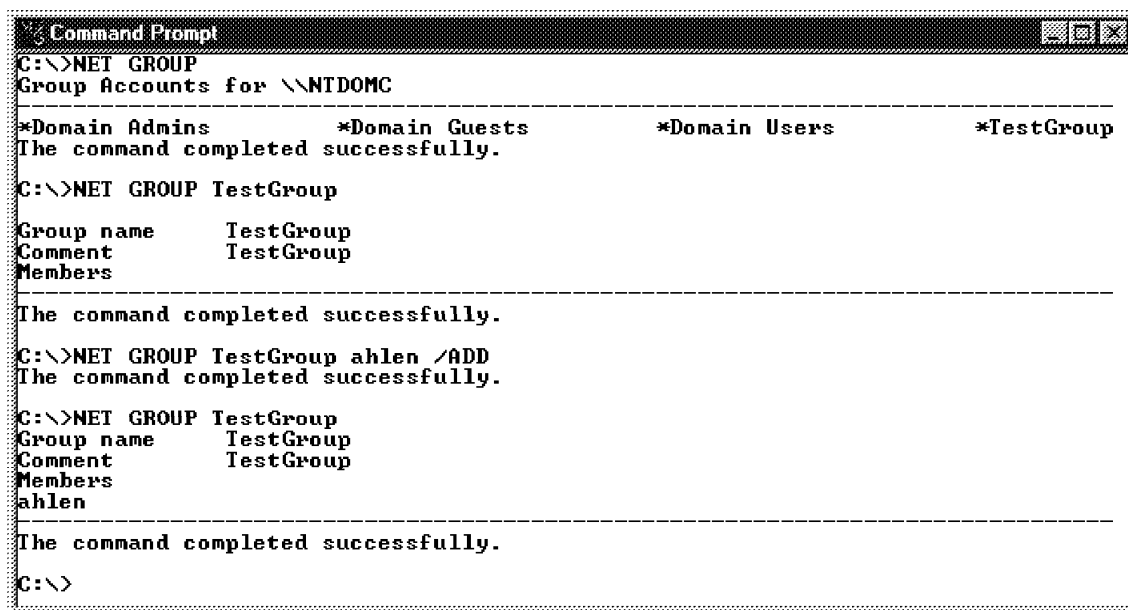 Command Prompt
C:\>NET GROUP
Group Accounts for \\NTDOMC
-------------------------------------------------------------------------------
*Domain Admins *Domain Guests *Domain Users *TestGroup
The command completed successfully.
C:\>NET GROUP TestGroup
Group name TestGroup
Comment TestGroup
Members
-------------------------------------------------------------------------------
The command completed successfully.
C:\>NET GROUP TestGroup ahlen /ADD
The command completed successfully.
C:\>NET GROUP TestGroup
Group name TestGroup
Comment TestGroup
Members
ahlen
-------------------------------------------------------------------------------
The command completed successfully.
C:\>